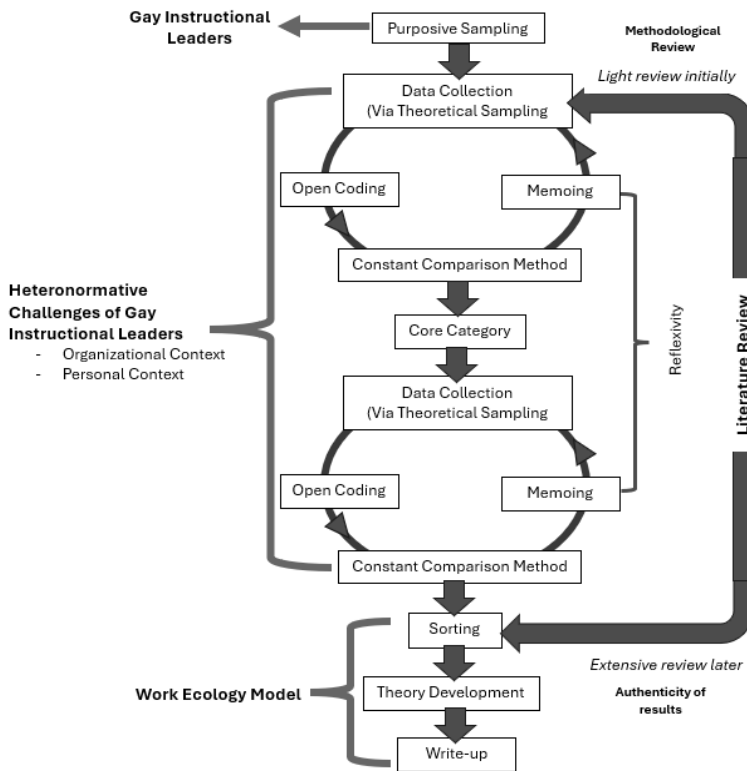 Gay Instructional
Leaders
Purposive Sampling
Methodological
Review
Light review initially
Data Collection
(Via Theoretical Sampling
Open Coding
Memoing
Constant Comparison Method
Heteronormative
Challenges of Gay
Instructional Leaders
- Organizational Context
- Personal Context
Core Category
Reflexivity
Literature Review
Data Collection
(Via Theoretical Sampling
Open Coding
Memoing
Constant Comparison Method
Sorting
Extensive review later
Authenticity of
results
Work Ecology Model
Theory Development
Write-up